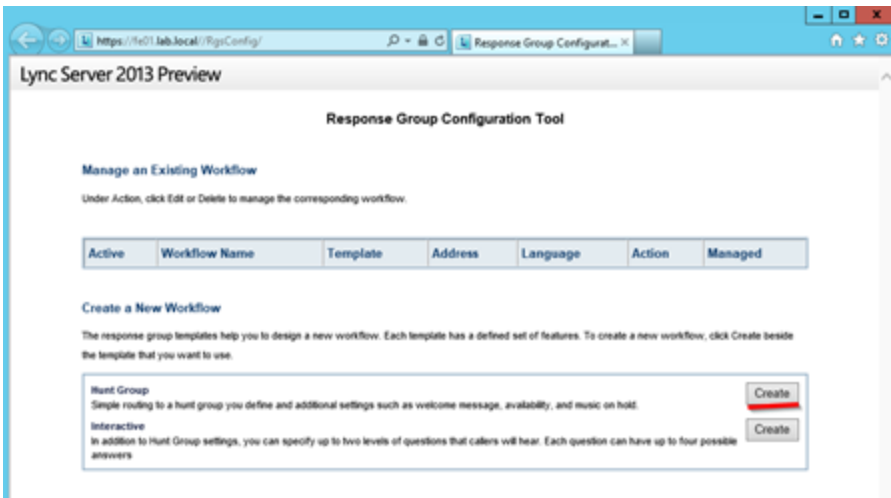 https://fe01.lab.local//RgsConfig/
Response Group Configurat...
Lync Server 2013 Preview
Response Group Configuration Tool
Manage an Existing Workflow
Under Action, click Edit or Delete to manage the corresponding workflow.
Active Workflow Name Template Address Language Action Managed
Create a New Workflow
The response group templates help you to design a new workflow. Each template has a defined set of features. To create a new workflow, click Create beside
the template that you want to use.
Hunt Group
Simple routing to a hunt group you define and additional settings such as welcome message, availability, and music on hold.
Create
Interactive
In addition to Hunt Group settings, you can specify up to two levels of questions that callers will hear. Each question can have up to four possible
answers
Create